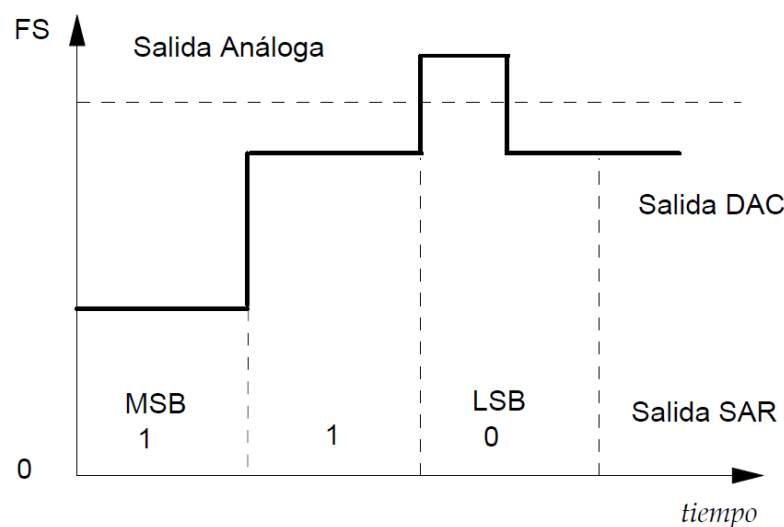 FS
Salida Análoga
Salida DAC
MSB
LSB
Salida SAR
1
1
0
0
tiempo